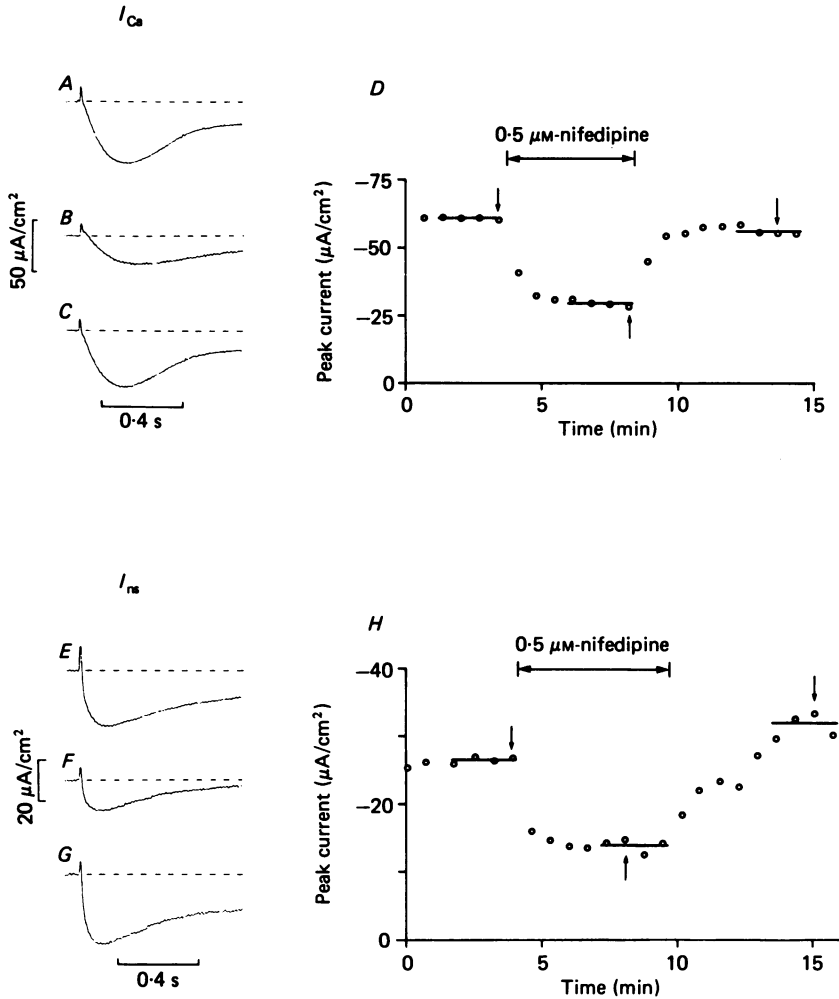 I_Ca
A
B
C
50 μA/cm²
0·4 s
D
0·5 μM-nifedipine
Peak current (μA/cm²)
−75
−50
−25
0
0 5 10 15
Time (min)
I_ns
E
F
G
20 μA/cm²
0·4 s
H
0·5 μM-nifedipine
Peak current (μA/cm²)
−40
−20
0
0 5 10 15
Time (min)